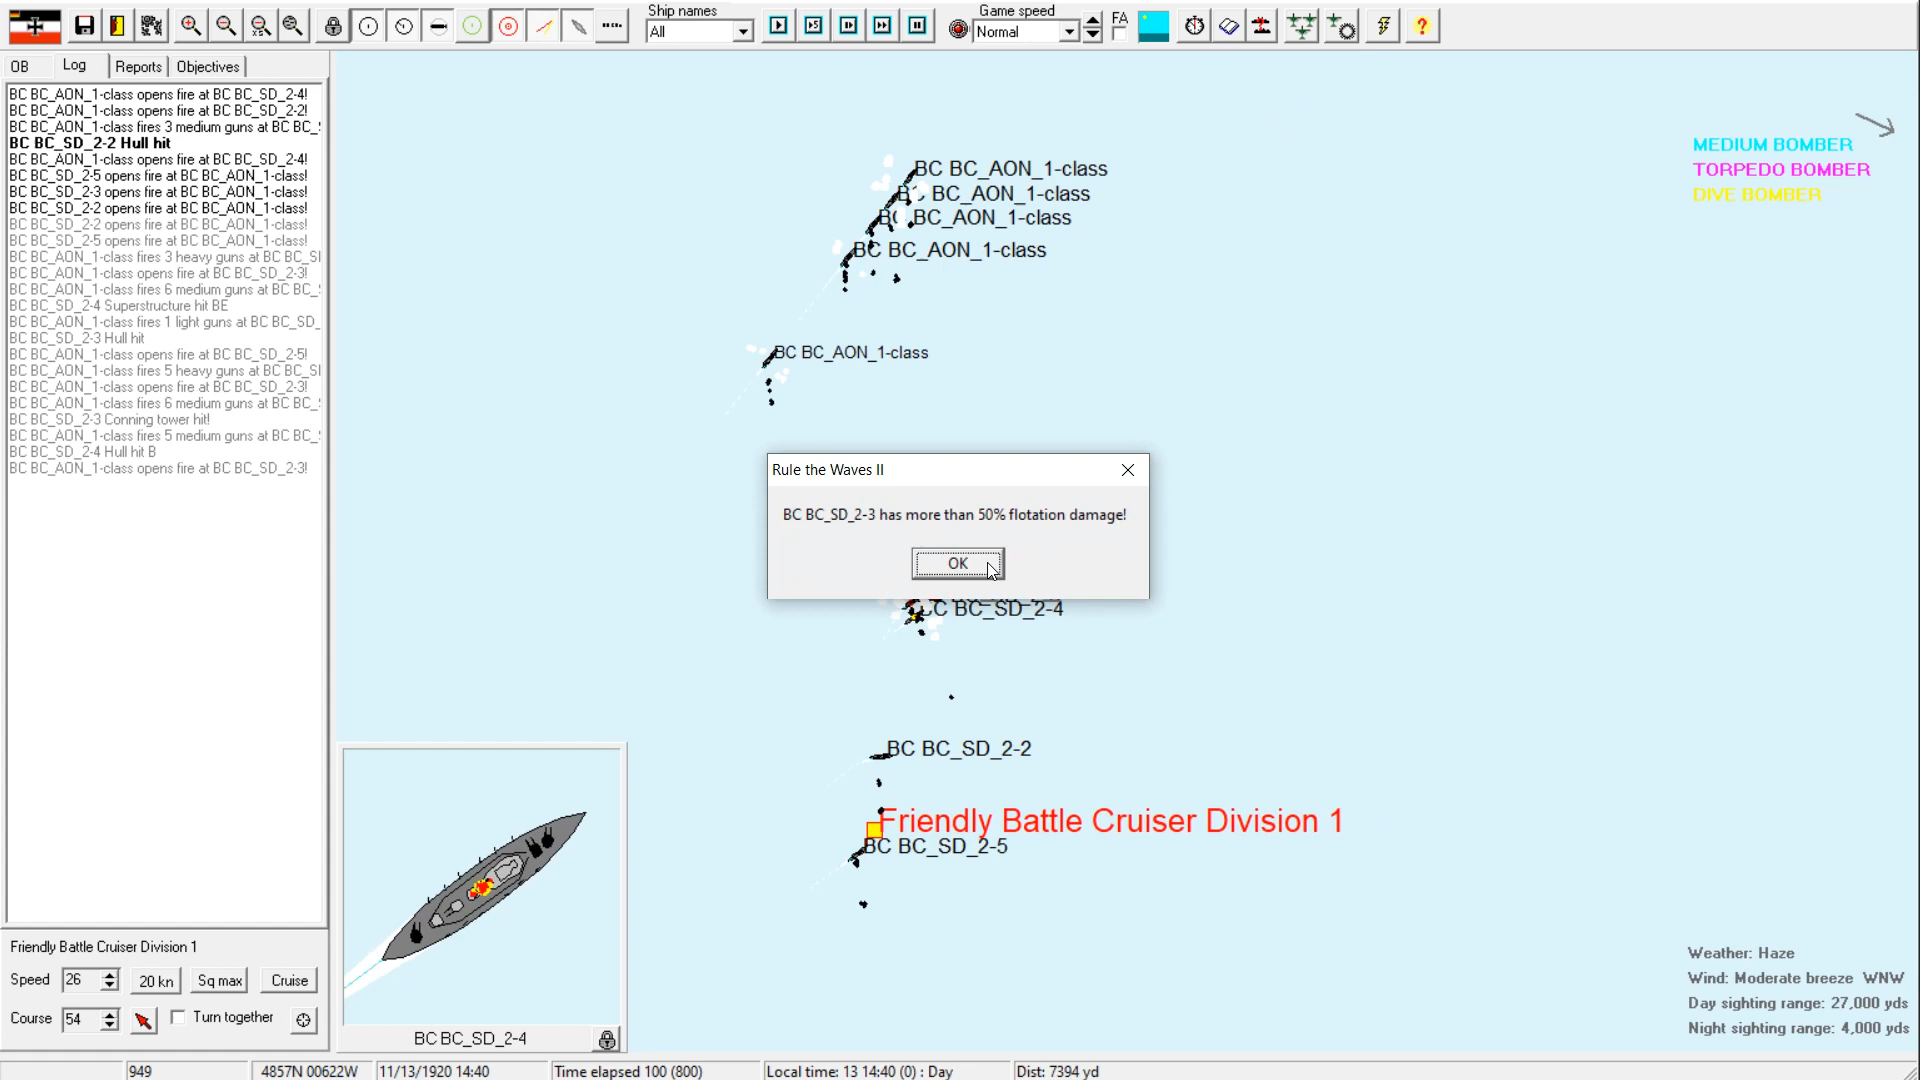 Ship names
All
Game speed
Normal
FA
OB
Log
Reports
Objectives
BC BC_AON_1-class opens fire at BC BC_SD_2-4!
BC BC_AON_1-class opens fire at BC BC_SD_2-2!
BC BC_AON_1-class fires 3 medium guns at BC BC_
BC BC_SD_2-2 Hull hit
BC BC_AON_1-class opens fire at BC BC_SD_2-4!
BC BC_SD_2-5 opens fire at BC BC_AON_1-class!
BC BC_SD_2-3 opens fire at BC BC_AON_1-class!
BC BC_SD_2-2 opens fire at BC BC_AON_1-class!
BC BC_SD_2-2 opens fire at BC BC_AON_1-class!
BC BC_SD_2-5 opens fire at BC BC_AON_1-class!
BC BC_AON_1-class fires 3 heavy guns at BC BC_SI
BC BC_AON_1-class opens fire at BC BC_SD_2-3!
BC BC_AON_1-class fires 6 medium guns at BC BC_
BC BC_SD_2-4 Superstructure hit BE
BC BC_AON_1-class fires 1 light guns at BC BC_SD_
BC BC_SD_2-3 Hull hit
BC BC_AON_1-class opens fire at BC BC_SD_2-5!
BC BC_AON_1-class fires 5 heavy guns at BC BC_SI
BC BC_AON_1-class opens fire at BC BC_SD_2-3!
BC BC_AON_1-class fires 6 medium guns at BC BC_
BC BC_SD_2-3 Conning tower hit!
BC BC_AON_1-class fires 5 medium guns at BC BC_
BC BC_SD_2-4 Hull hit B
BC BC_AON_1-class opens fire at BC BC_SD_2-3!
MEDIUM BOMBER
TORPEDO BOMBER
DIVE BOMBER
BC BC_AON_1-class
BC BC_AON_1-class
BC BC_AON_1-class
BC BC_AON_1-class
BC BC_AON_1-class
Rule the Waves II
BC BC_SD_2-3 has more than 50% flotation damage!
OK
BC_SD_2-4
BC BC_SD_2-2
Friendly Battle Cruiser Division 1
BC BC_SD_2-5
Friendly Battle Cruiser Division 1
Speed 26 20 kn Sq max Cruise
Course 54 Turn together
BC BC_SD_2-4
Weather: Haze
Wind: Moderate breeze WNW
Day sighting range: 27,000 yds
Night sighting range: 4,000 yds
949 4857N 00622W 11/13/1920 14:40 Time elapsed 100 (800) Local time: 13 14:40 (0) : Day Dist: 7394 yd